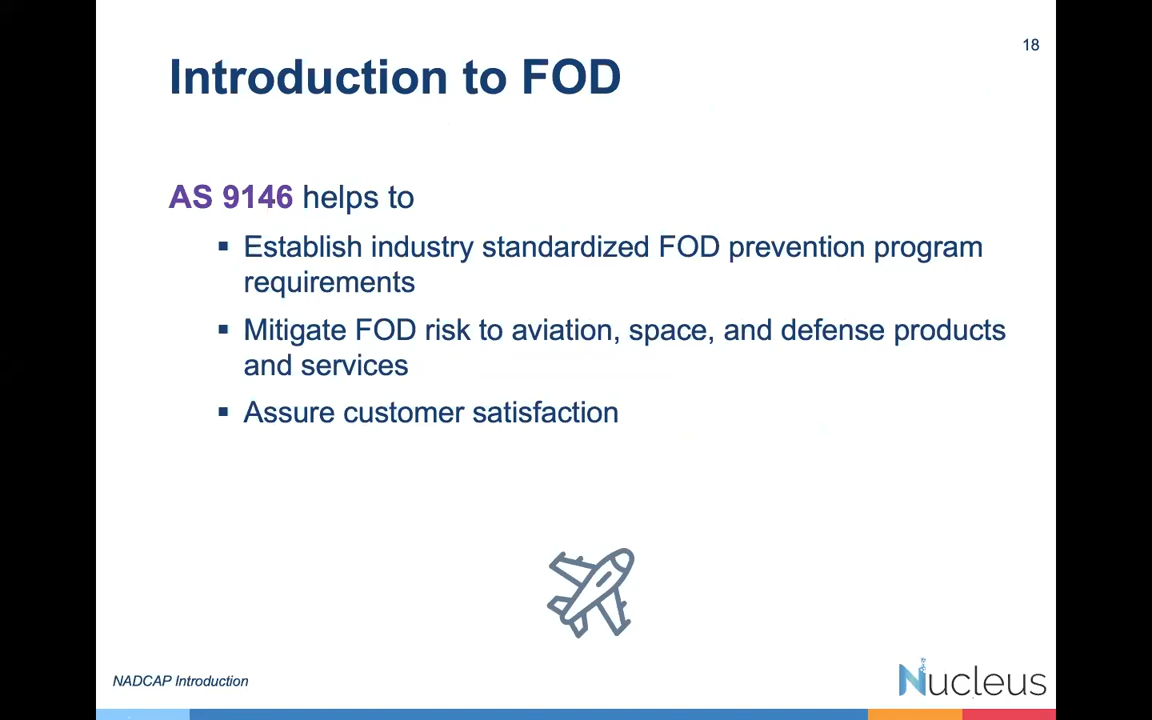 18
Introduction to FOD
AS 9146 helps to
▪ Establish industry standardized FOD prevention program
requirements
▪ Mitigate FOD risk to aviation, space, and defense products
and services
▪ Assure customer satisfaction
NADCAP Introduction
Nucleus